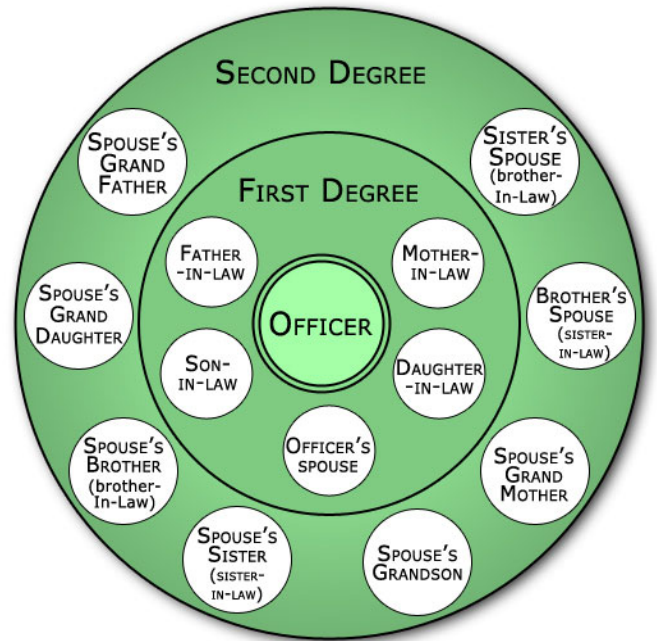 SECOND DEGREE
SPOUSE'S
GRAND
FATHER
SISTER'S
SPOUSE
(brother-
In-Law)
FIRST DEGREE
FATHER
-IN-LAW
MOTHER-
IN-LAW
SPOUSE'S
GRAND
DAUGHTER
OFFICER
BROTHER'S
SPOUSE
(SISTER-
IN-LAW)
SON-
IN-LAW
DAUGHTER
-IN-LAW
OFFICER'S
SPOUSE
SPOUSE'S
BROTHER
(brother-
In-Law)
SPOUSE'S
GRAND
MOTHER
SPOUSE'S
SISTER
(SISTER-
IN-LAW)
SPOUSE'S
GRANDSON